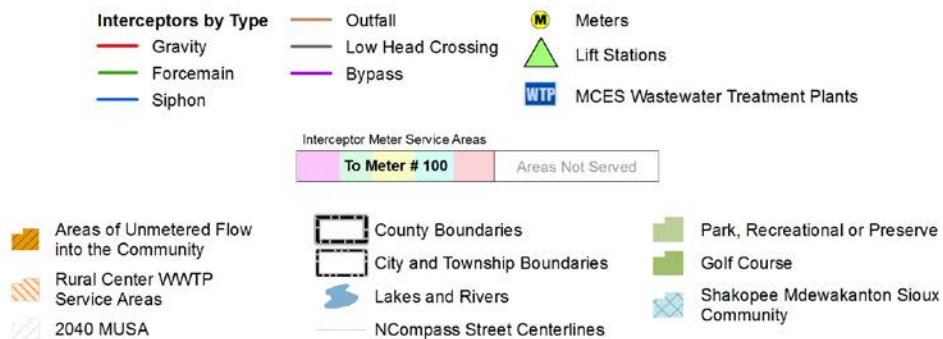 Interceptors by Type
Gravity
Forcemain
Siphon
Outfall
Low Head Crossing
Bypass
M Meters
Lift Stations
WTP MCES Wastewater Treatment Plants
Interceptor Meter Service Areas
To Meter # 100
Areas Not Served
Areas of Unmetered Flow
into the Community
Rural Center WWTP
Service Areas
2040 MUSA
County Boundaries
City and Township Boundaries
Lakes and Rivers
NCompass Street Centerlines
Park, Recreational or Preserve
Golf Course
Shakopee Mdewakanton Sioux
Community